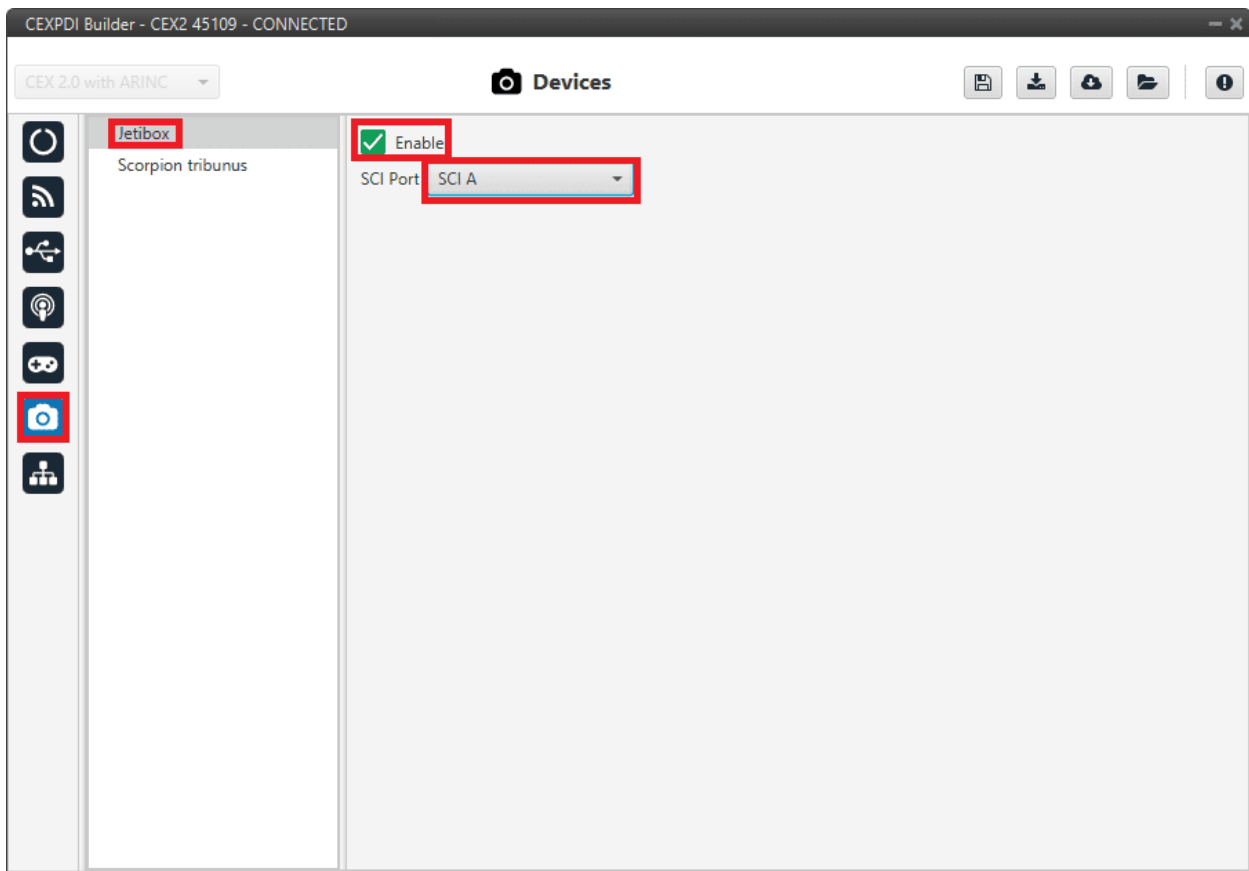 CEXPDI Builder - CEX2 45109 - CONNECTED
CEX 2.0 with ARINC
Devices
Jetibox
Scorpion tribunus
Enable
SCI Port
SCI A